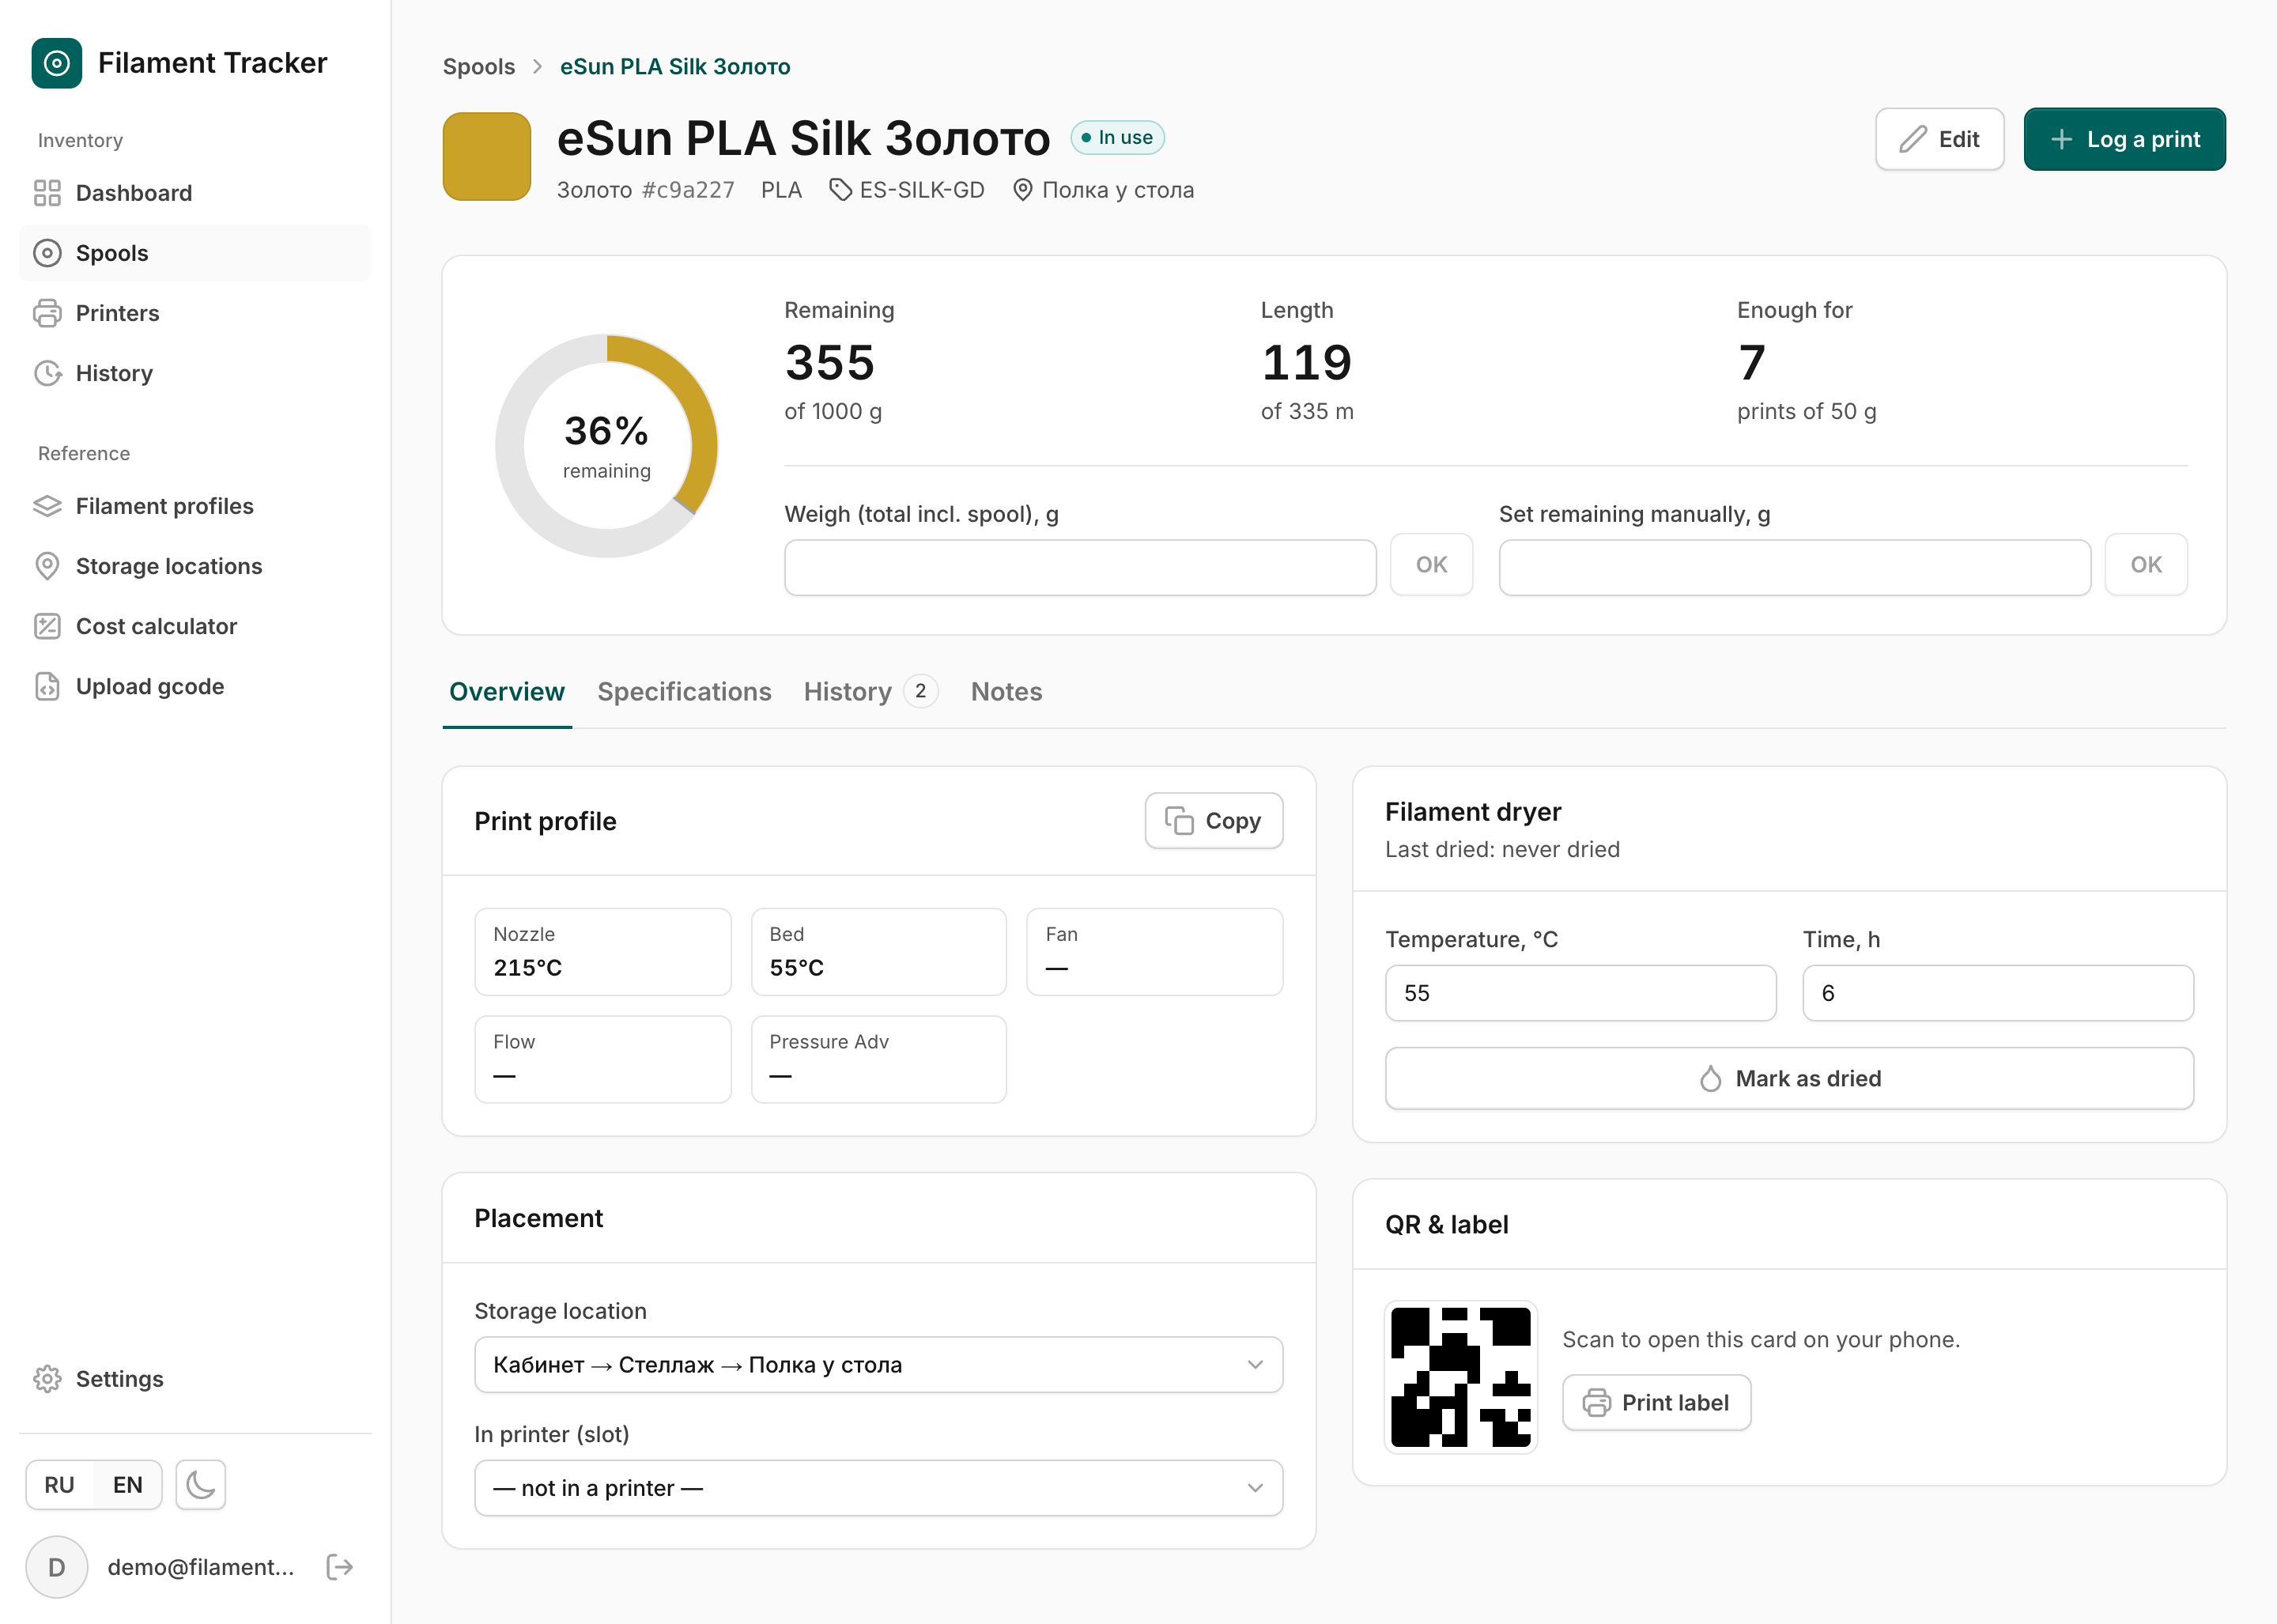 Filament Tracker
Inventory
Dashboard
Spools
Printers
History
Reference
Filament profiles
Storage locations
Cost calculator
Upload gcode
Settings
RU EN
D demo@filament...
Spools eSun PLA Silk Золото
eSun PLA Silk Золото In use
Золото #c9a227 PLA ES-SILK-GD Полка у стола
Edit
Log a print
36%
remaining
Remaining
355
of 1000 g
Length
119
of 335 m
Enough for
7
prints of 50 g
Weigh (total incl. spool), g
OK
Set remaining manually, g
OK
Overview Specifications History 2 Notes
Print profile
Copy
Nozzle
215°C
Bed
55°C
Fan
—
Flow
—
Pressure Adv
—
Filament dryer
Last dried: never dried
Temperature, °C
55
Time, h
6
Mark as dried
Placement
Storage location
Кабинет → Стеллаж → Полка у стола
In printer (slot)
— not in a printer —
QR & label
Scan to open this card on your phone.
Print label